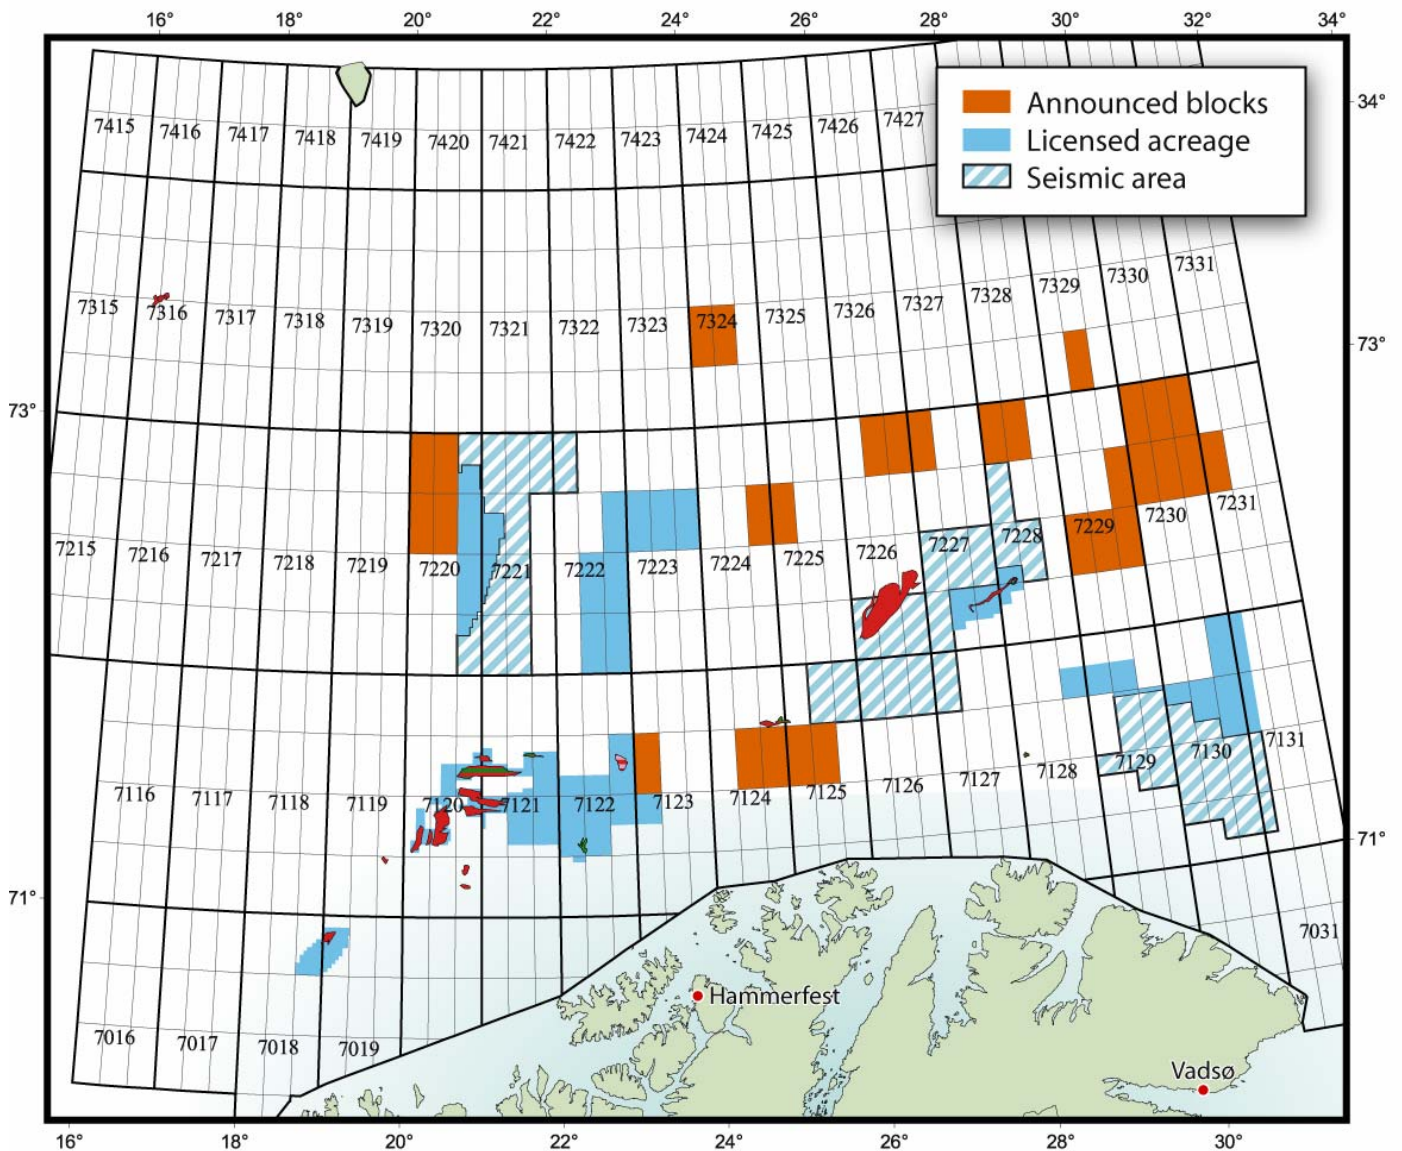 16° 18° 20° 22° 24° 26° 28° 30° 32° 34°
Announced blocks
Licensed acreage
Seismic area
34°
7415 7416 7417 7418 7419 7420 7421 7422 7423 7424 7425 7426 7427
7315 7316 7317 7318 7319 7320 7321 7322 7323 7324 7325 7326 7327 7328 7329 7330 7331
73°
73°
7215 7216 7217 7218 7219 7220 7221 7222 7223 7224 7225 7226 7227 7228 7229 7230 7231
7116 7117 7118 7119 7120 7121 7122 7123 7124 7125 7126 7127 7128 7129 7130 7131
71°
71°
7031
Hammerfest
7016 7017 7018 7019
Vadsø
16° 18° 20° 22° 24° 26° 28° 30°